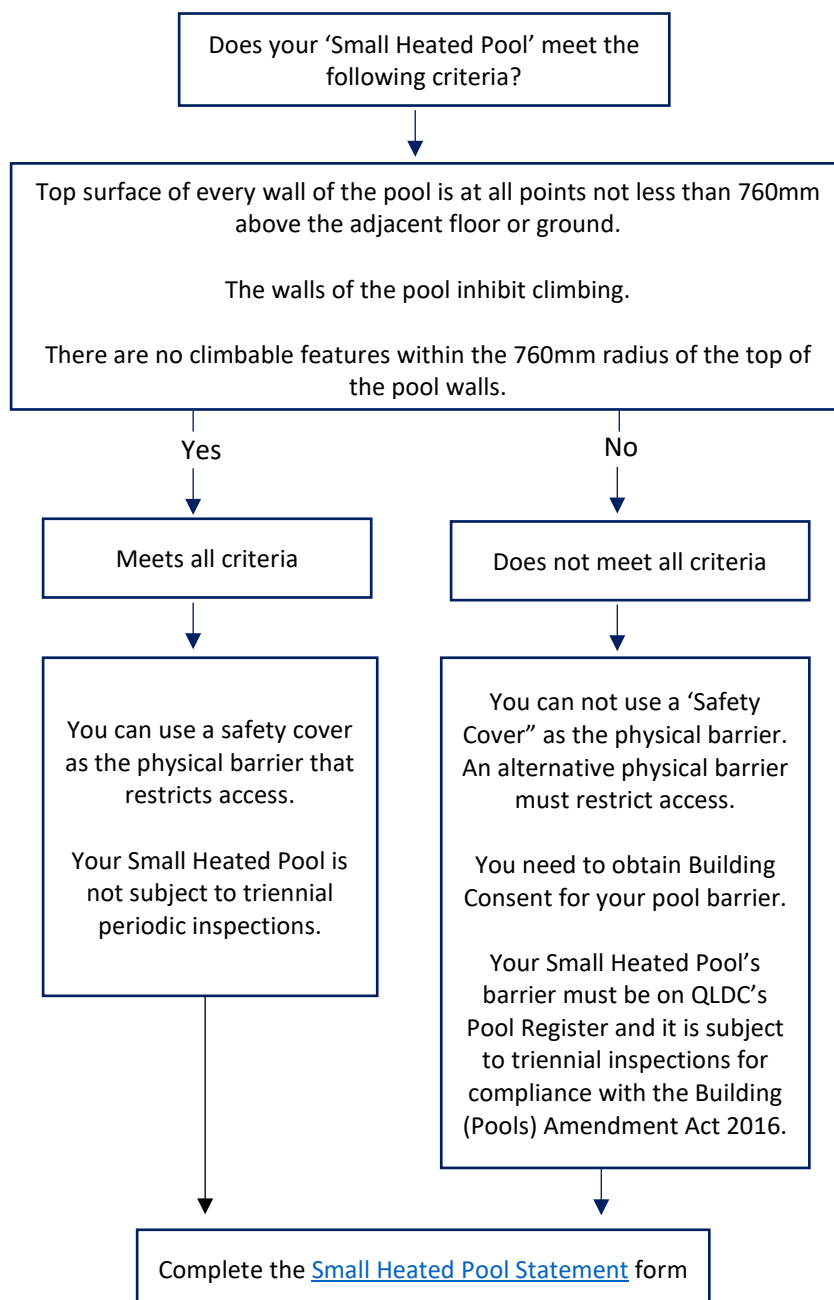 Does your ‘Small Heated Pool’ meet the
following criteria?
Top surface of every wall of the pool is at all points not less than 760mm
above the adjacent floor or ground.
The walls of the pool inhibit climbing.
There are no climbable features within the 760mm radius of the top of
the pool walls.
Yes
No
Meets all criteria
Does not meet all criteria
You can use a safety cover
as the physical barrier that
restricts access.
Your Small Heated Pool is
not subject to triennial
periodic inspections.
You can not use a ‘Safety
Cover” as the physical barrier.
An alternative physical barrier
must restrict access.
You need to obtain Building
Consent for your pool barrier.
Your Small Heated Pool’s
barrier must be on QLDC’s
Pool Register and it is subject
to triennial inspections for
compliance with the Building
(Pools) Amendment Act 2016.
Complete the Small Heated Pool Statement form